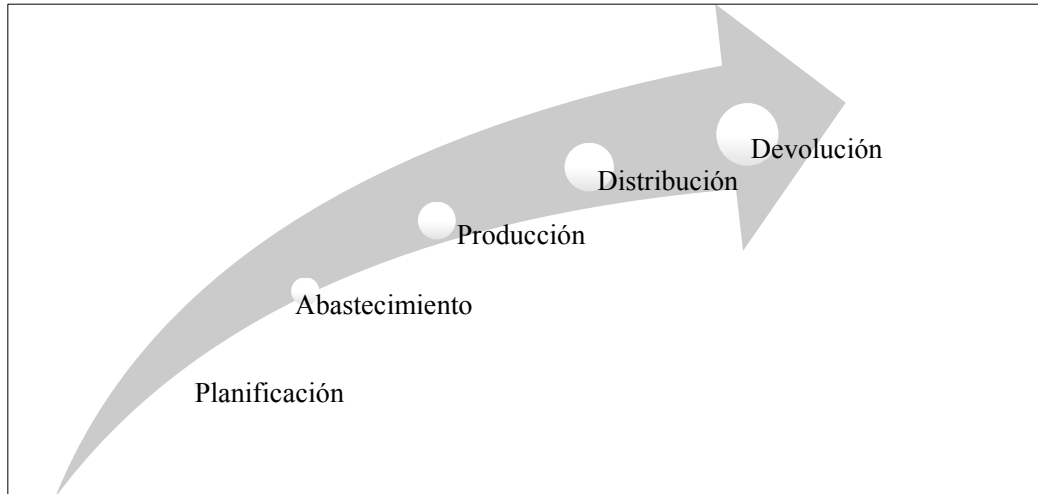 Devolución
Distribución
Producción
Abastecimiento
Planificación